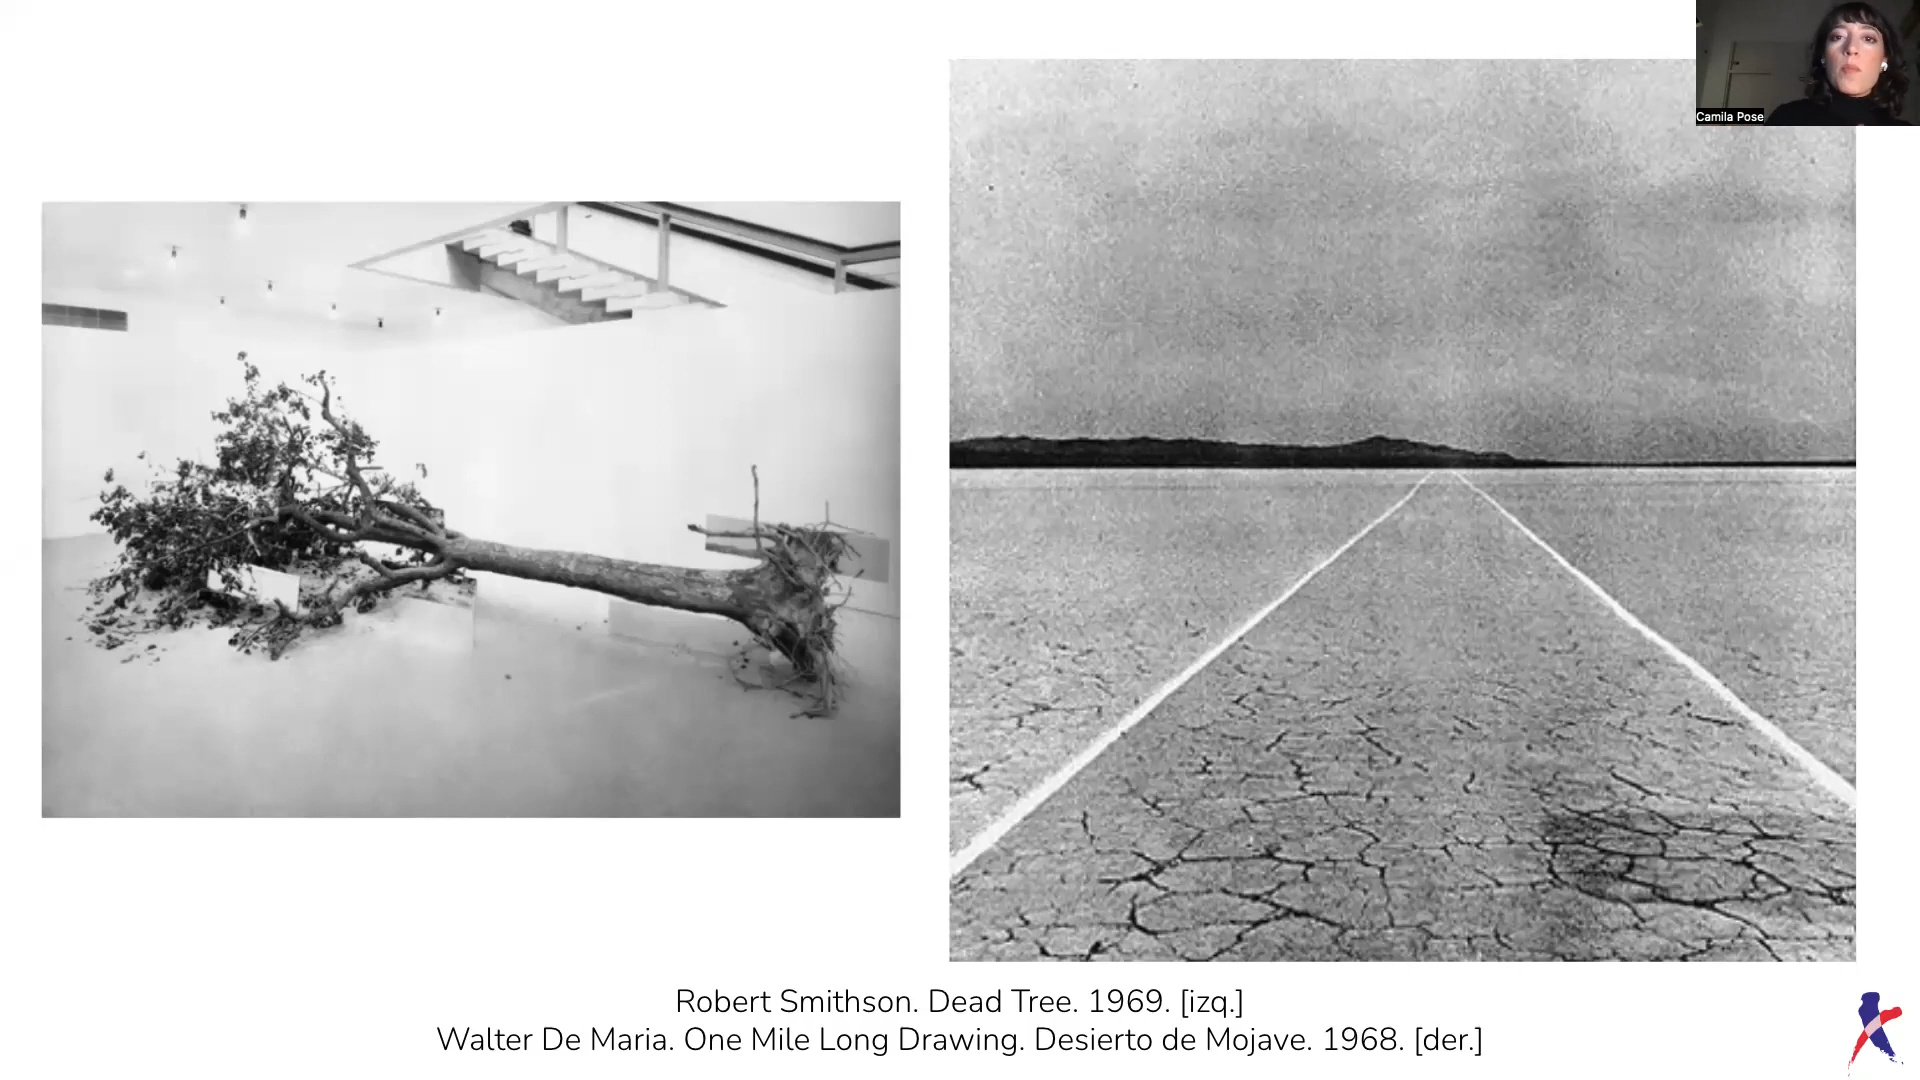 Camila Pose
Robert Smithson. Dead Tree. 1969. [izq.]
Walter De Maria. One Mile Long Drawing. Desierto de Mojave. 1968. [der.]